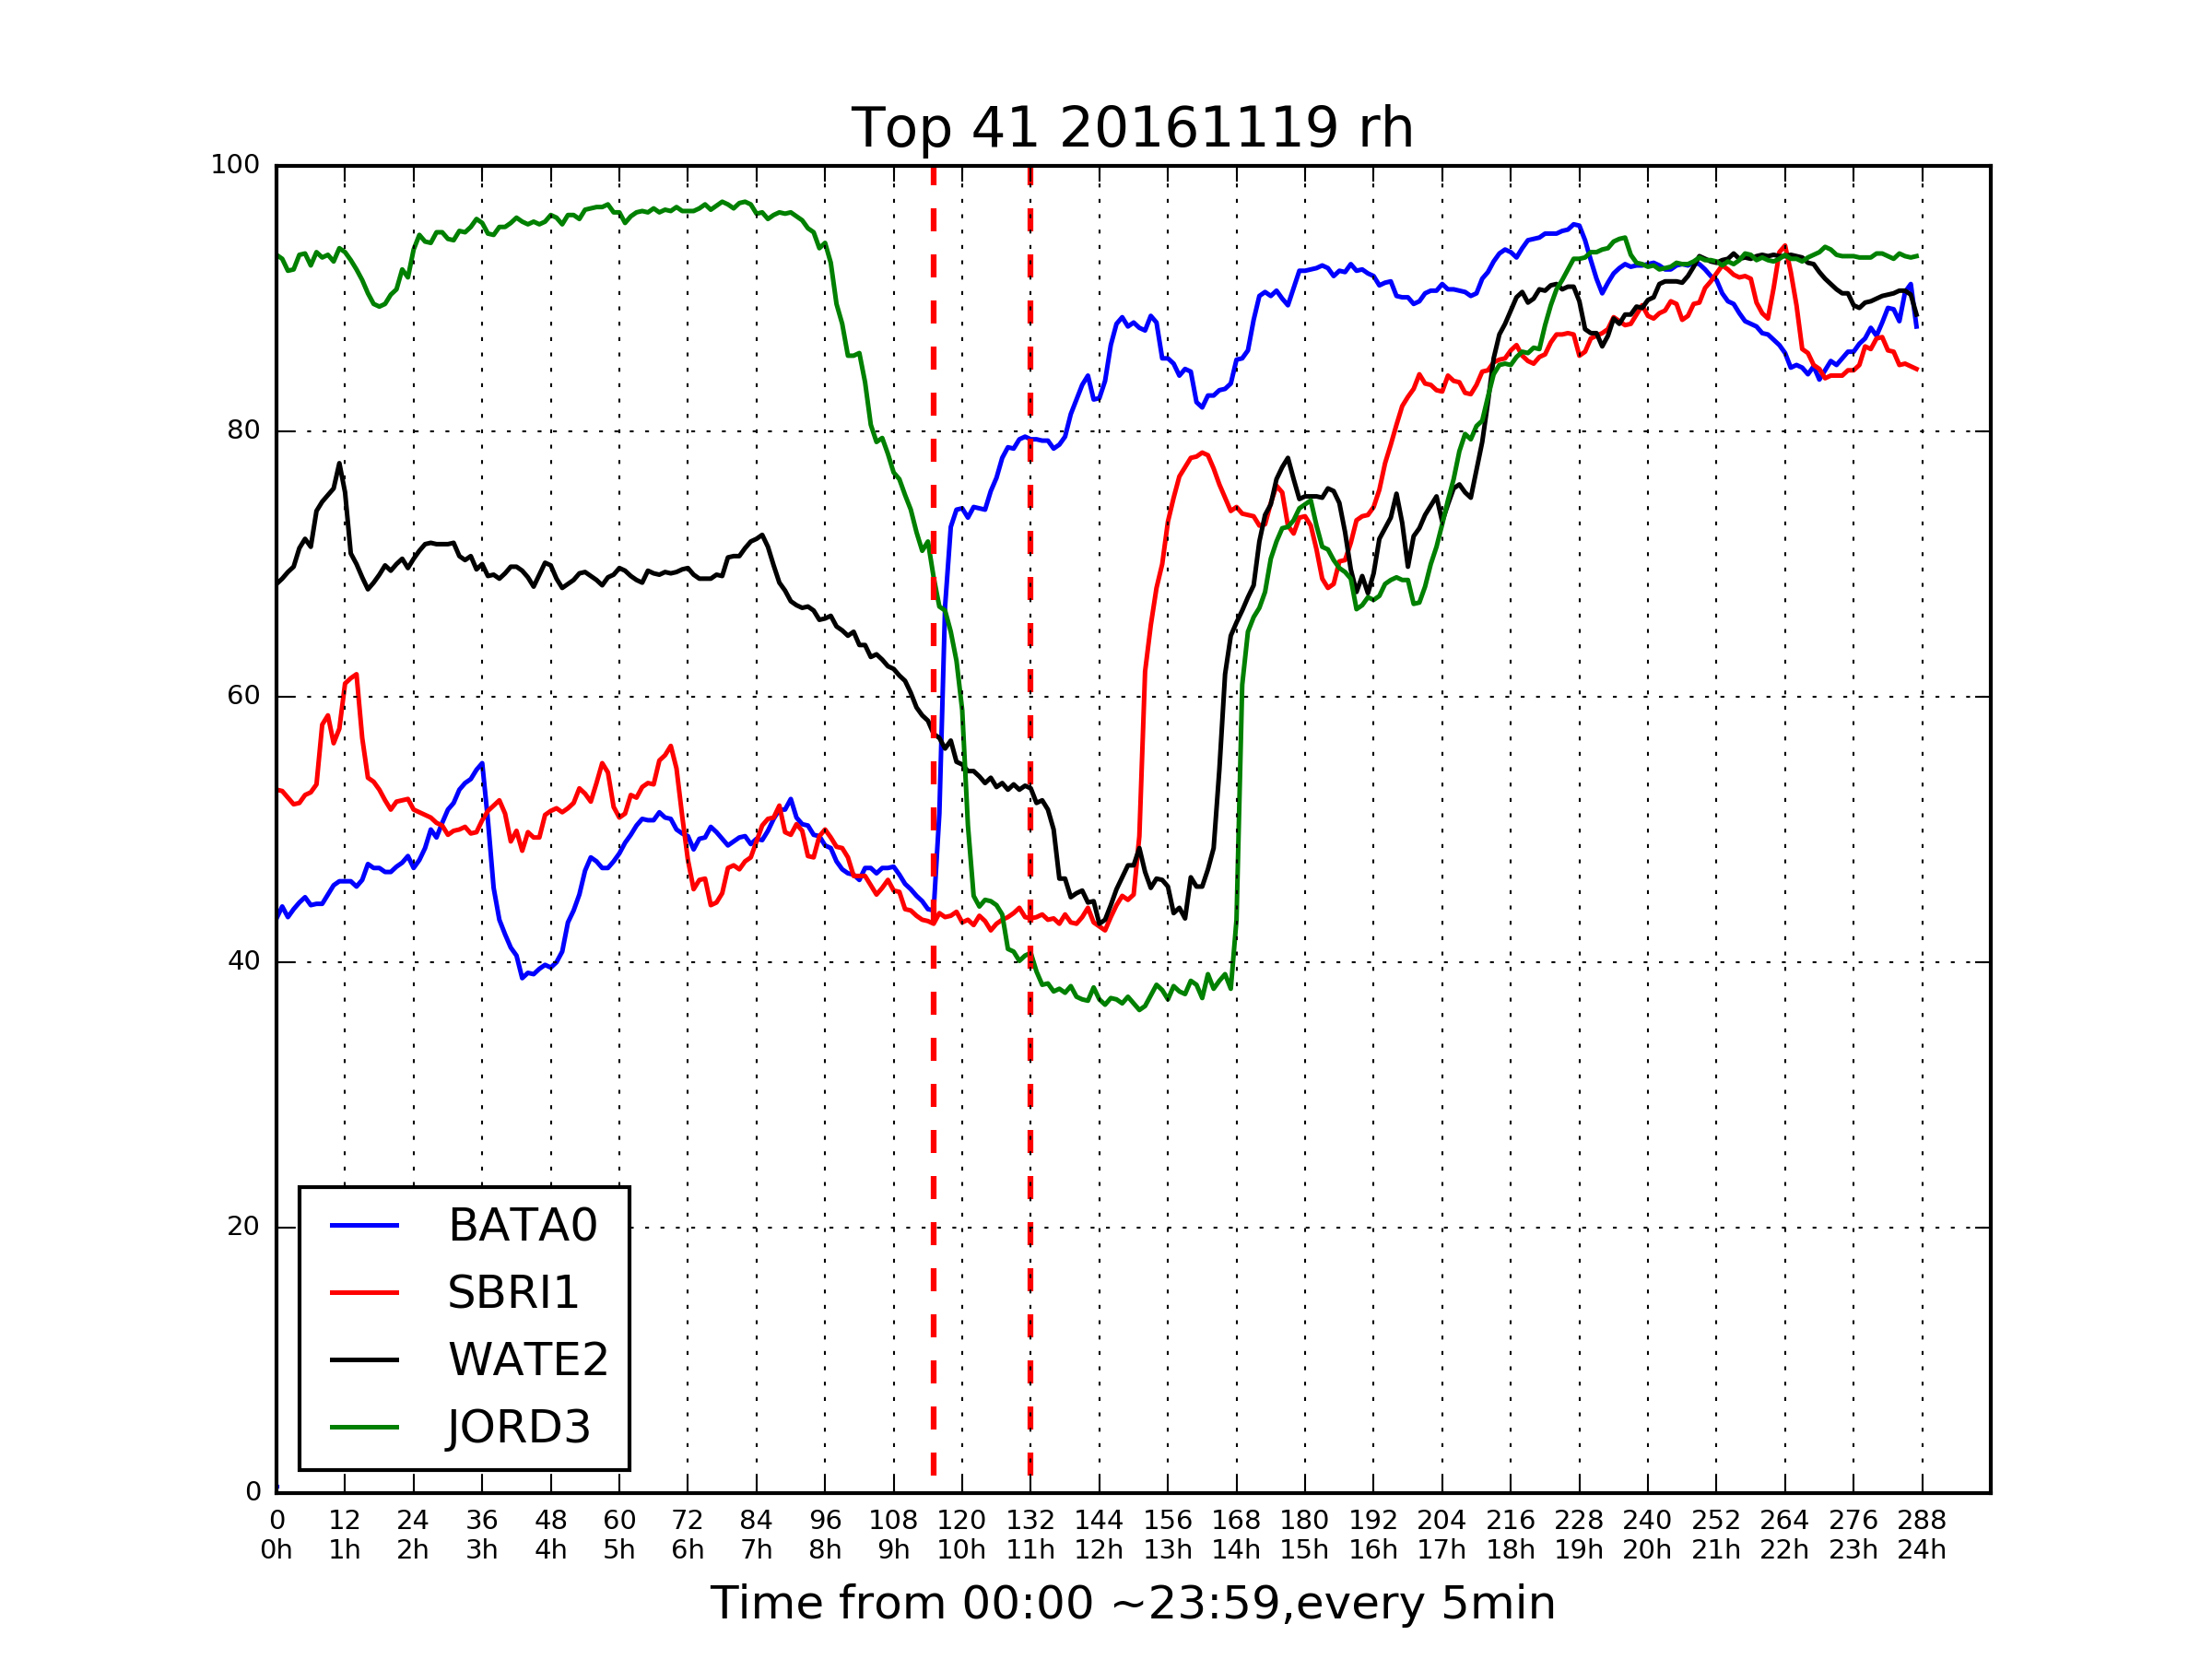 Top 41 20161119 rh
100
80
60
40
20
0
BATA0
SBRI1
WATE2
JORD3
0 12 24 36 48 60 72 84 96 108 120 132 144 156 168 180 192 204 216 228 240 252 264 276 288
0h 1h 2h 3h 4h 5h 6h 7h 8h 9h 10h 11h 12h 13h 14h 15h 16h 17h 18h 19h 20h 21h 22h 23h 24h
Time from 00:00 ~23:59,every 5min